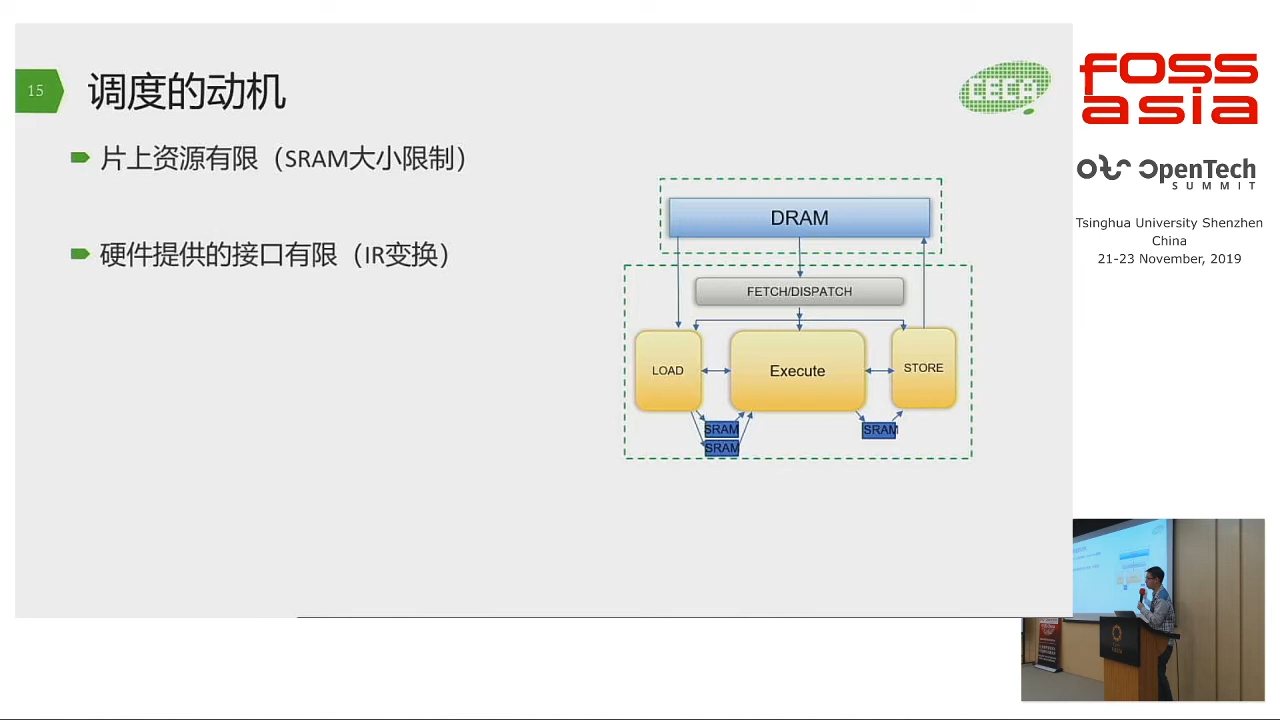 15
调度的动机
片上资源有限（SRAM大小限制）
硬件提供的接口有限（IR变换）
DRAM
FETCH/DISPATCH
LOAD
Execute
STORE
SRAM
SRAM
SRAM
FOSS
asia
OpenTech
SUMMIT
Tsinghua University Shenzhen
China
21-23 November, 2019